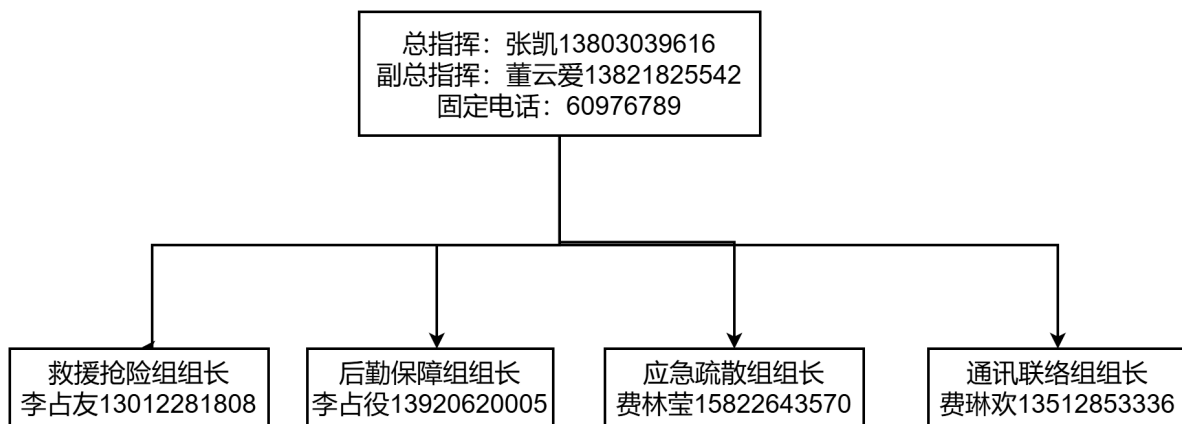 总指挥：张凯13803039616
副总指挥：董云爱13821825542
固定电话：60976789
救援抢险组组长
李占友13012281808
后勤保障组组长
李占役13920620005
应急疏散组组长
费林莹15822643570
通讯联络组组长
费琳欢13512853336